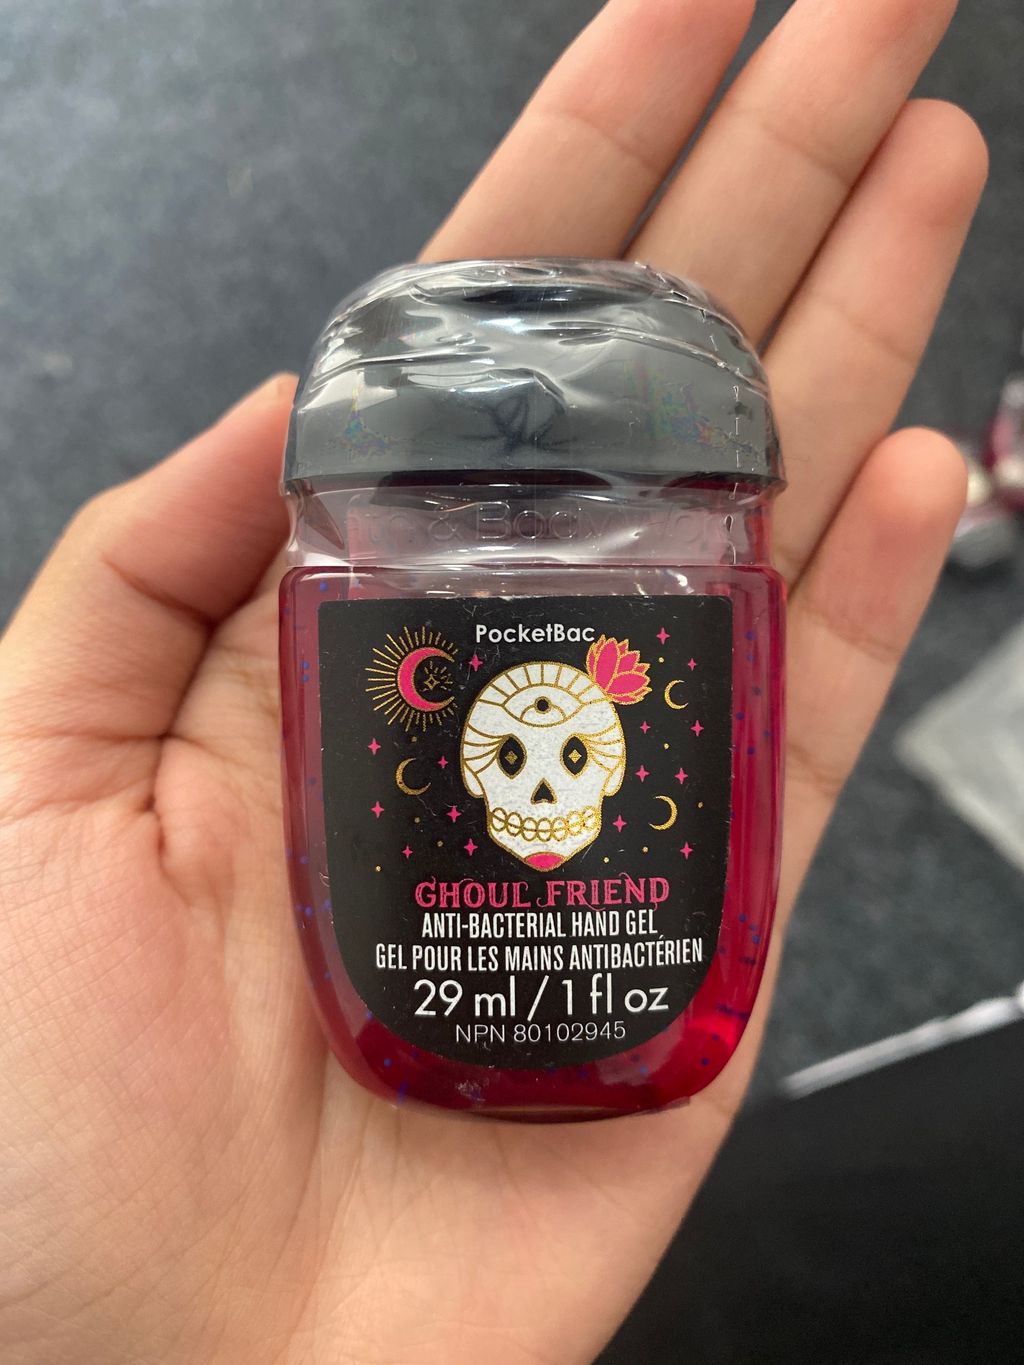 & Body
PocketBac
GHOUL FRIEND
ANTI-BACTERIAL HAND GEL
GEL POUR LES MAINS ANTIBACTÉRIEN
29 ml / 1 fl oz
NPN 80102945